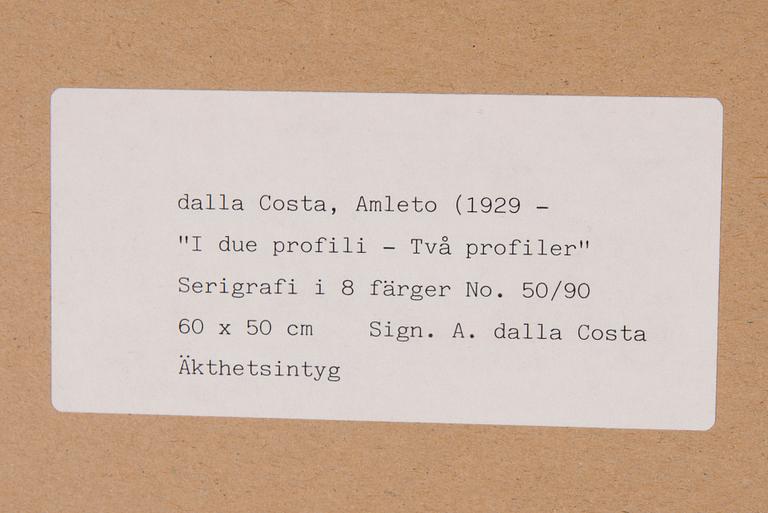 dalla Costa, Amleto (1929 -
"I due profili - Två profiler"
Serigrafi i 8 färger No. 50/90
60 x 50 cm    Sign. A. dalla Costa
Äkthetsintyg